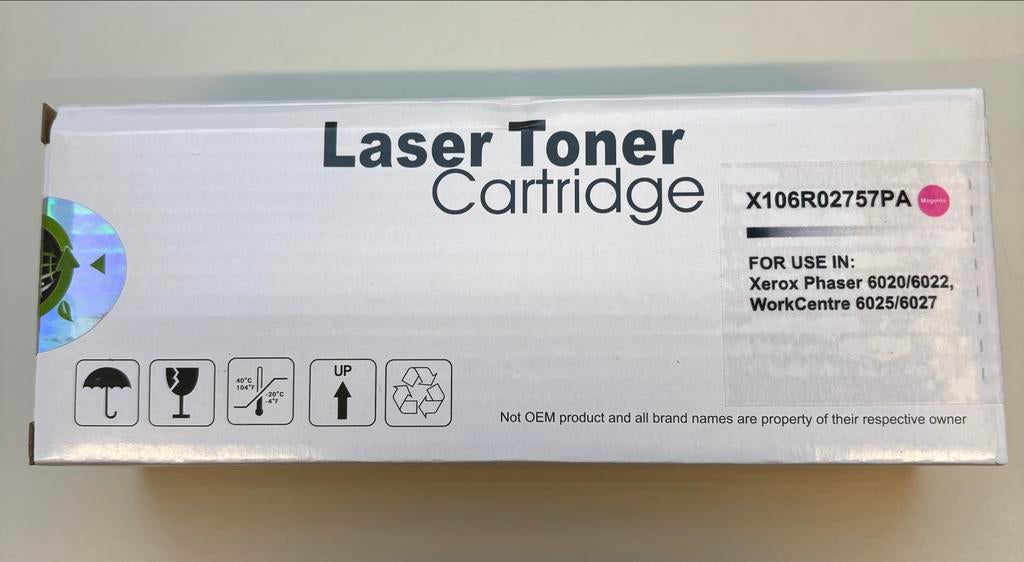 Laser Toner
Cartridge
X106R02757PA
Magenta
FOR USE IN:
Xerox Phaser 6020/6022,
WorkCentre 6025/6027
40°C
104°F
-20°C
-4°F
UP
Not OEM product and all brand names are property of their respective owner